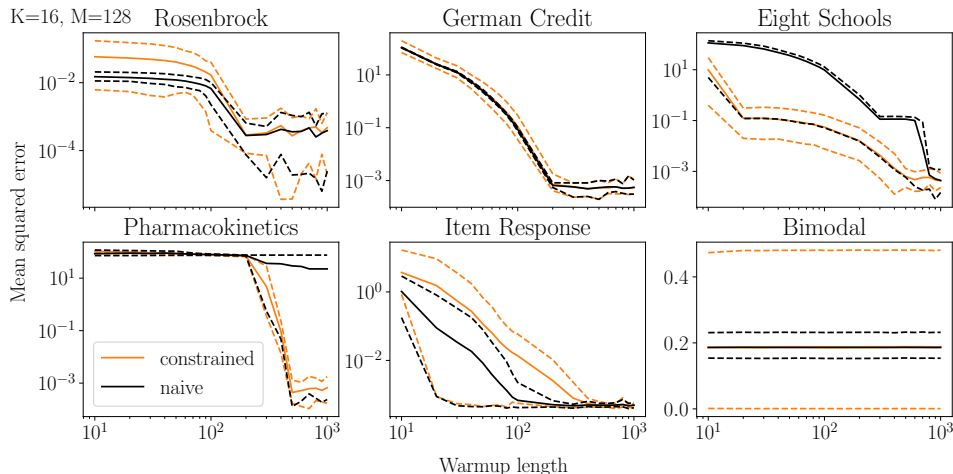 K=16, M=128
Rosenbrock
German Credit
Eight Schools
10^-2
10^-4
10^1
10^-1
10^-3
10^1
10^-1
10^-3
Mean squared error
Pharmacokinetics
Item Response
Bimodal
10^1
10^-1
10^-3
10^0
10^-2
0.4
0.2
0.0
constrained
naive
10^1
10^2
10^3
10^1
10^2
10^3
10^1
10^2
10^3
Warmup length